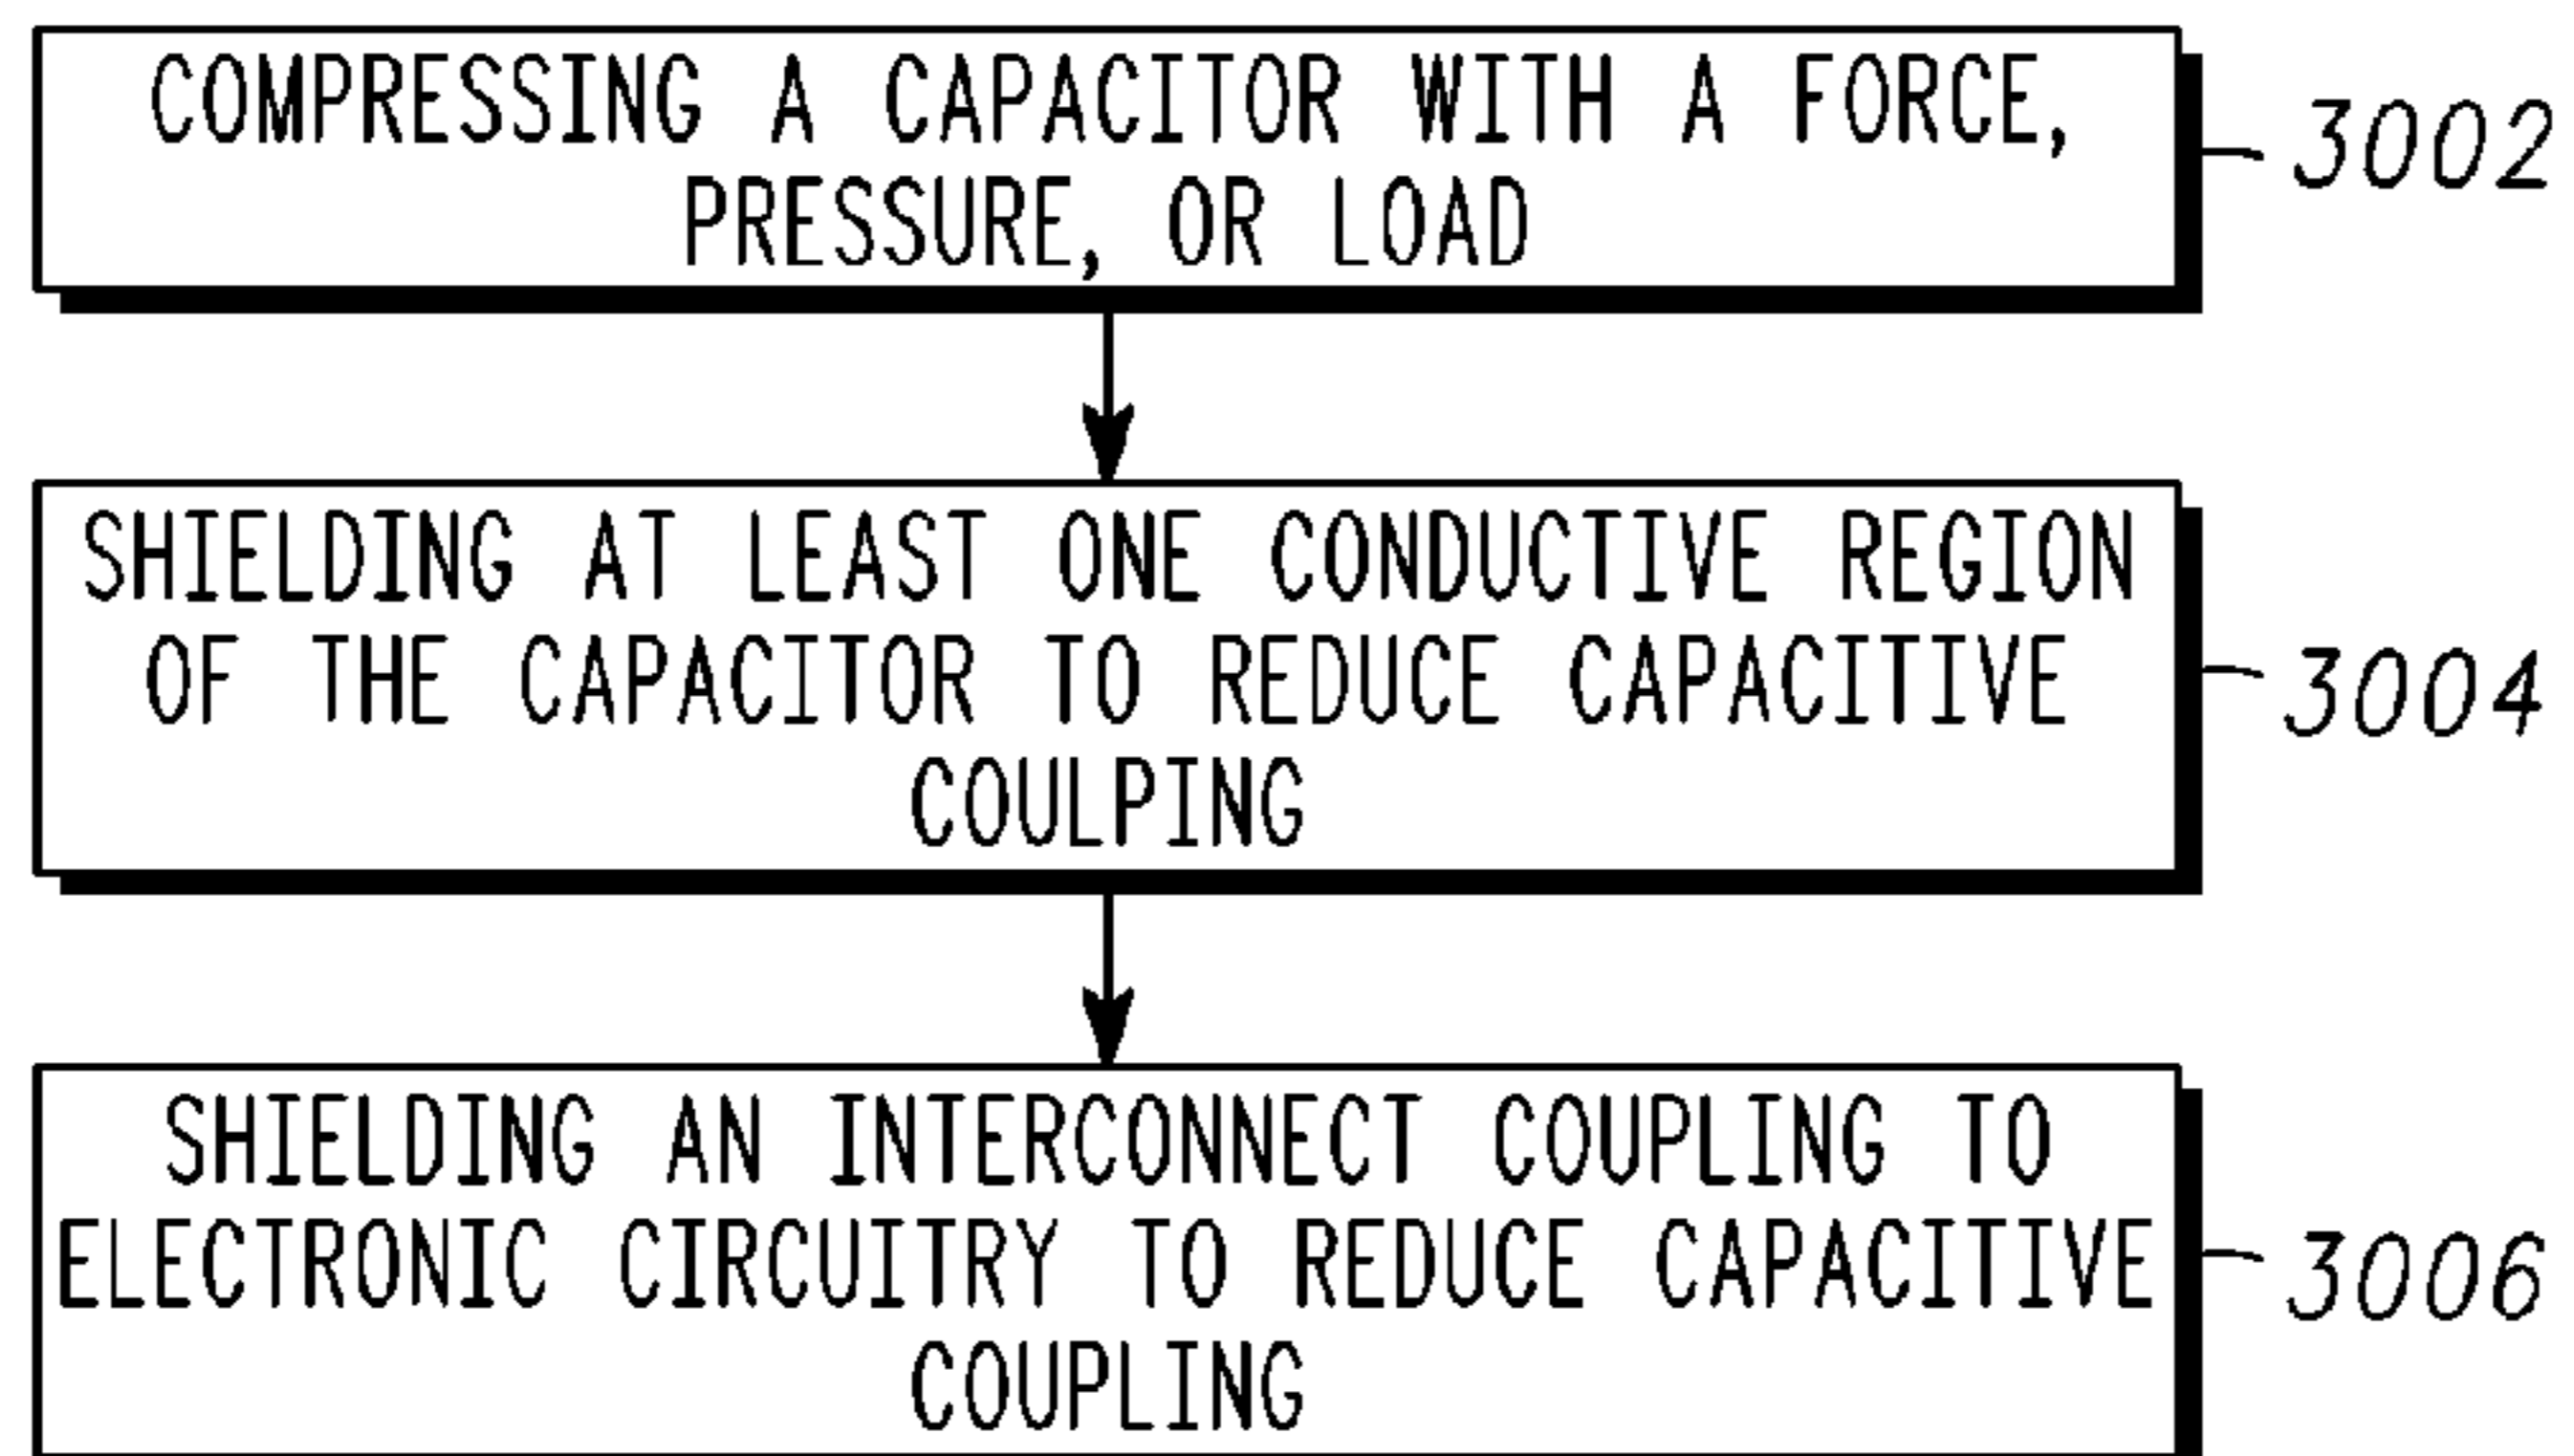 COMPRESSING A CAPACITOR WITH A FORCE,
PRESSURE, OR LOAD
3002
SHIELDING AT LEAST ONE CONDUCTIVE REGION
OF THE CAPACITOR TO REDUCE CAPACITIVE
COULPING
3004
SHIELDING AN INTERCONNECT COUPLING TO
ELECTRONIC CIRCUITRY TO REDUCE CAPACITIVE
COUPLING
3006